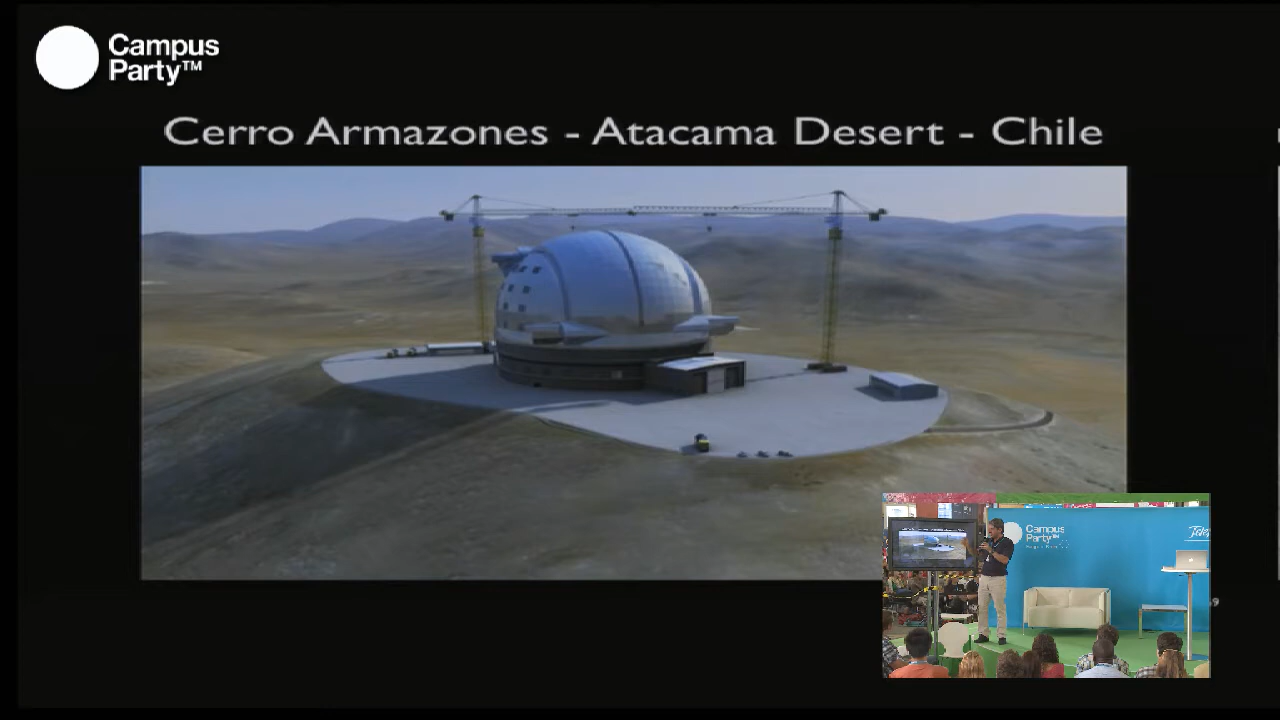 Campus
Party™
Cerro Armazones - Atacama Desert - Chile
Campus
Party™